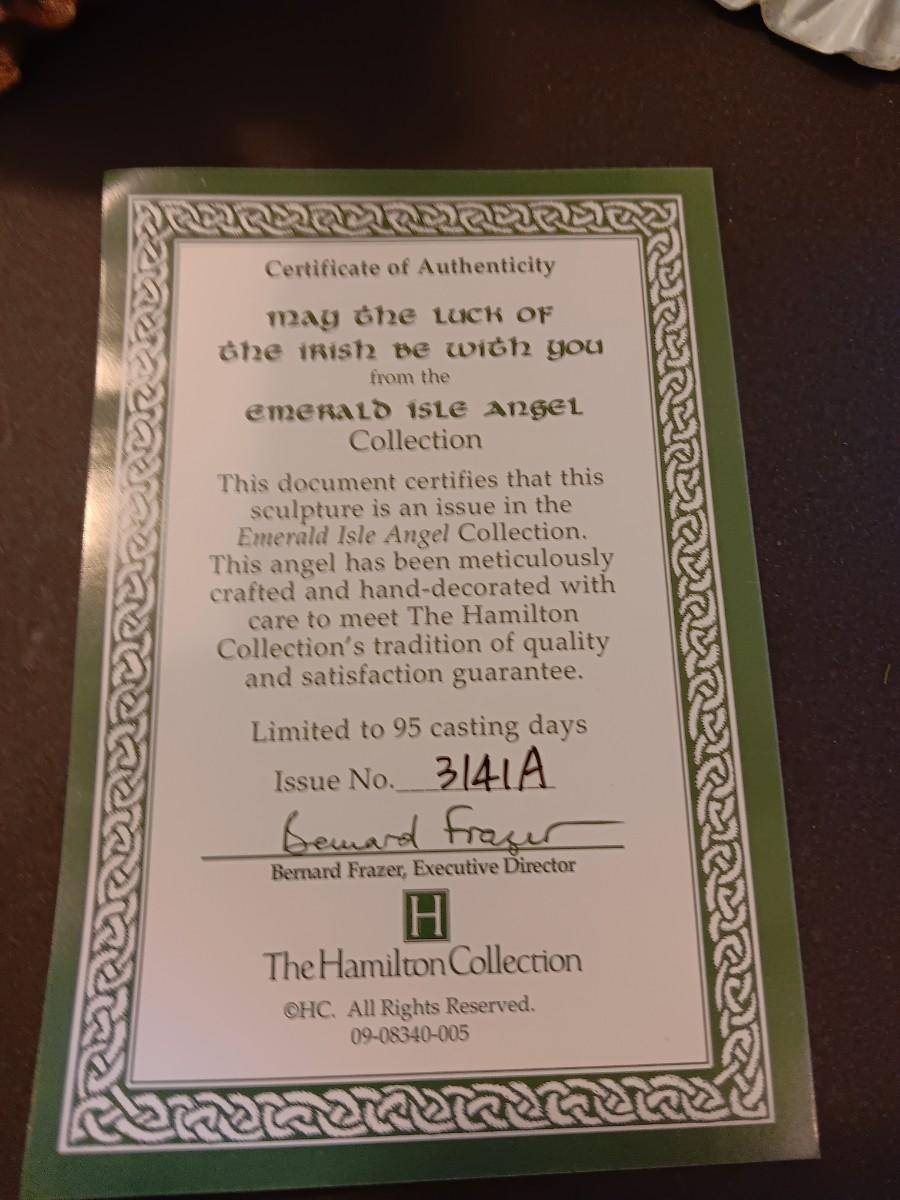 Certificate of Authenticity
May the Luck of
the Irish Be With You
from the
Emerald Isle Angel
Collection
This document certifies that this
sculpture is an issue in the
Emerald Isle Angel Collection.
This angel has been meticulously
crafted and hand-decorated with
care to meet The Hamilton
Collection's tradition of quality
and satisfaction guarantee.
Limited to 95 casting days
Issue No. 3141A
Bernard Frazer
Bernard Frazer, Executive Director
H
The Hamilton Collection
©HC. All Rights Reserved.
09-08340-005